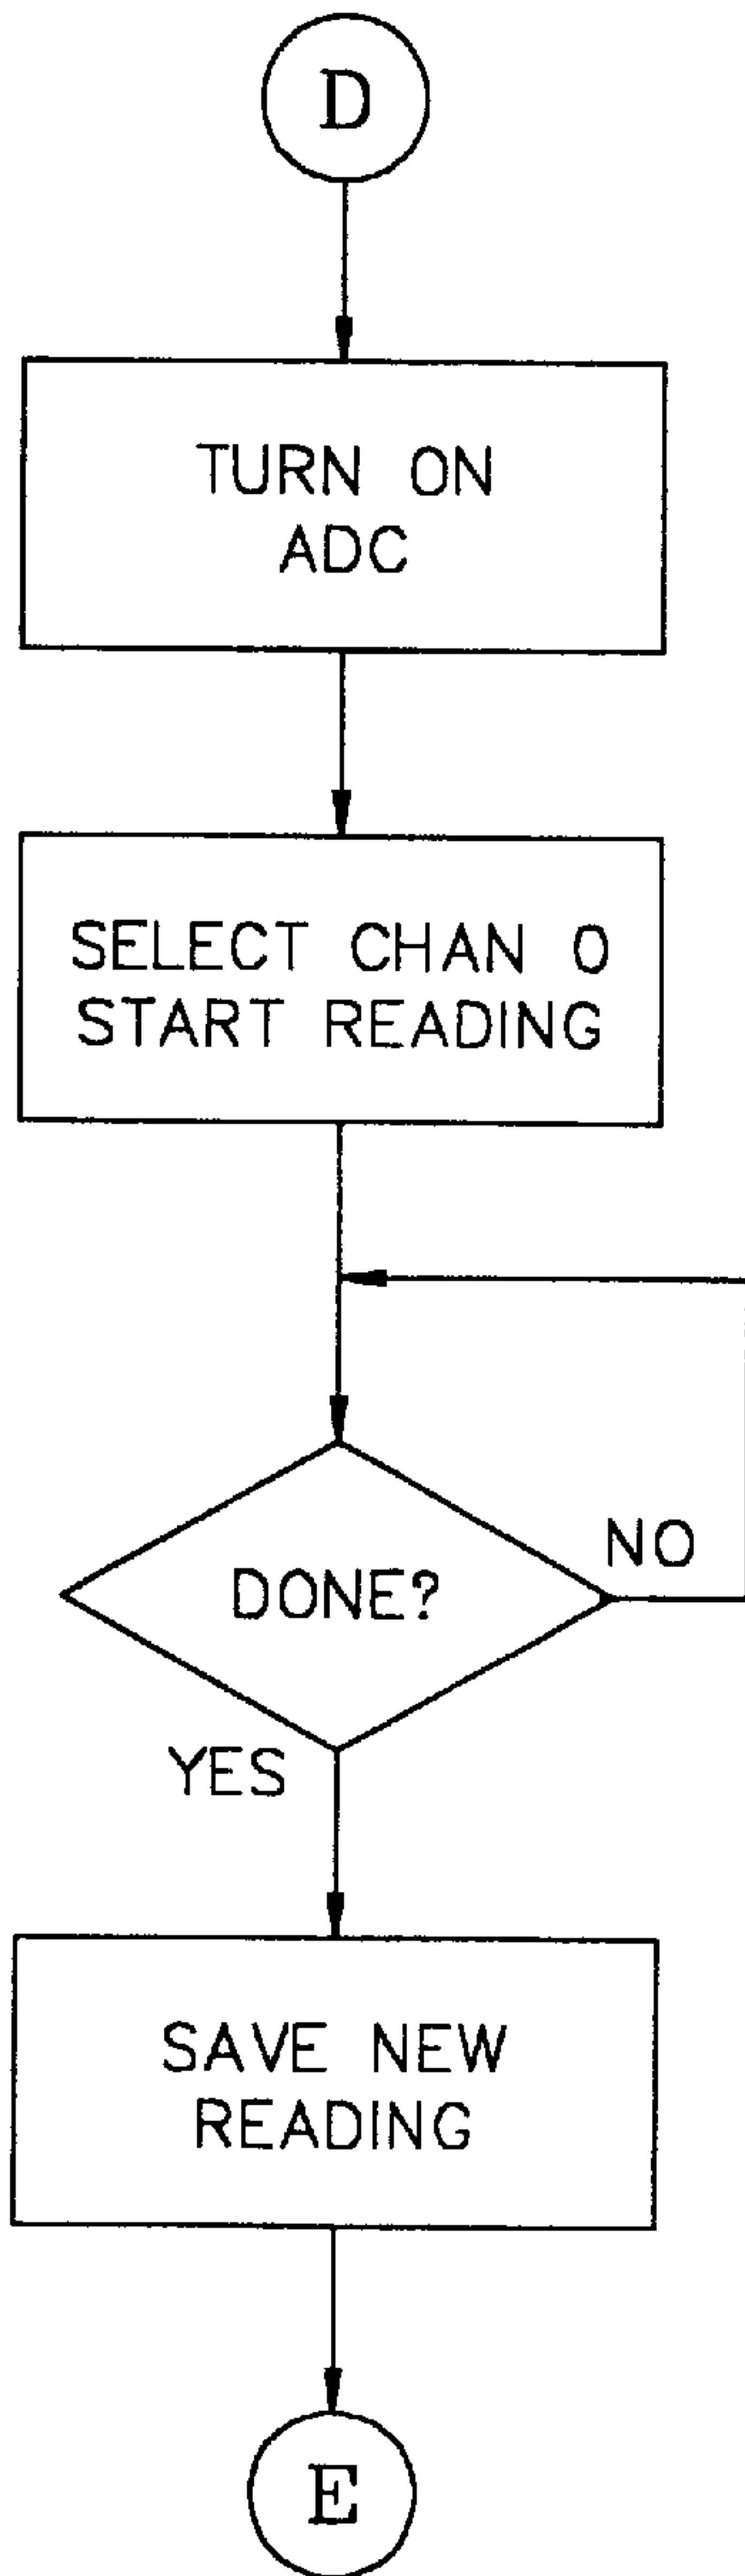 D
TURN ON
ADC
SELECT CHAN 0
START READING
DONE?
NO
YES
SAVE NEW
READING
E